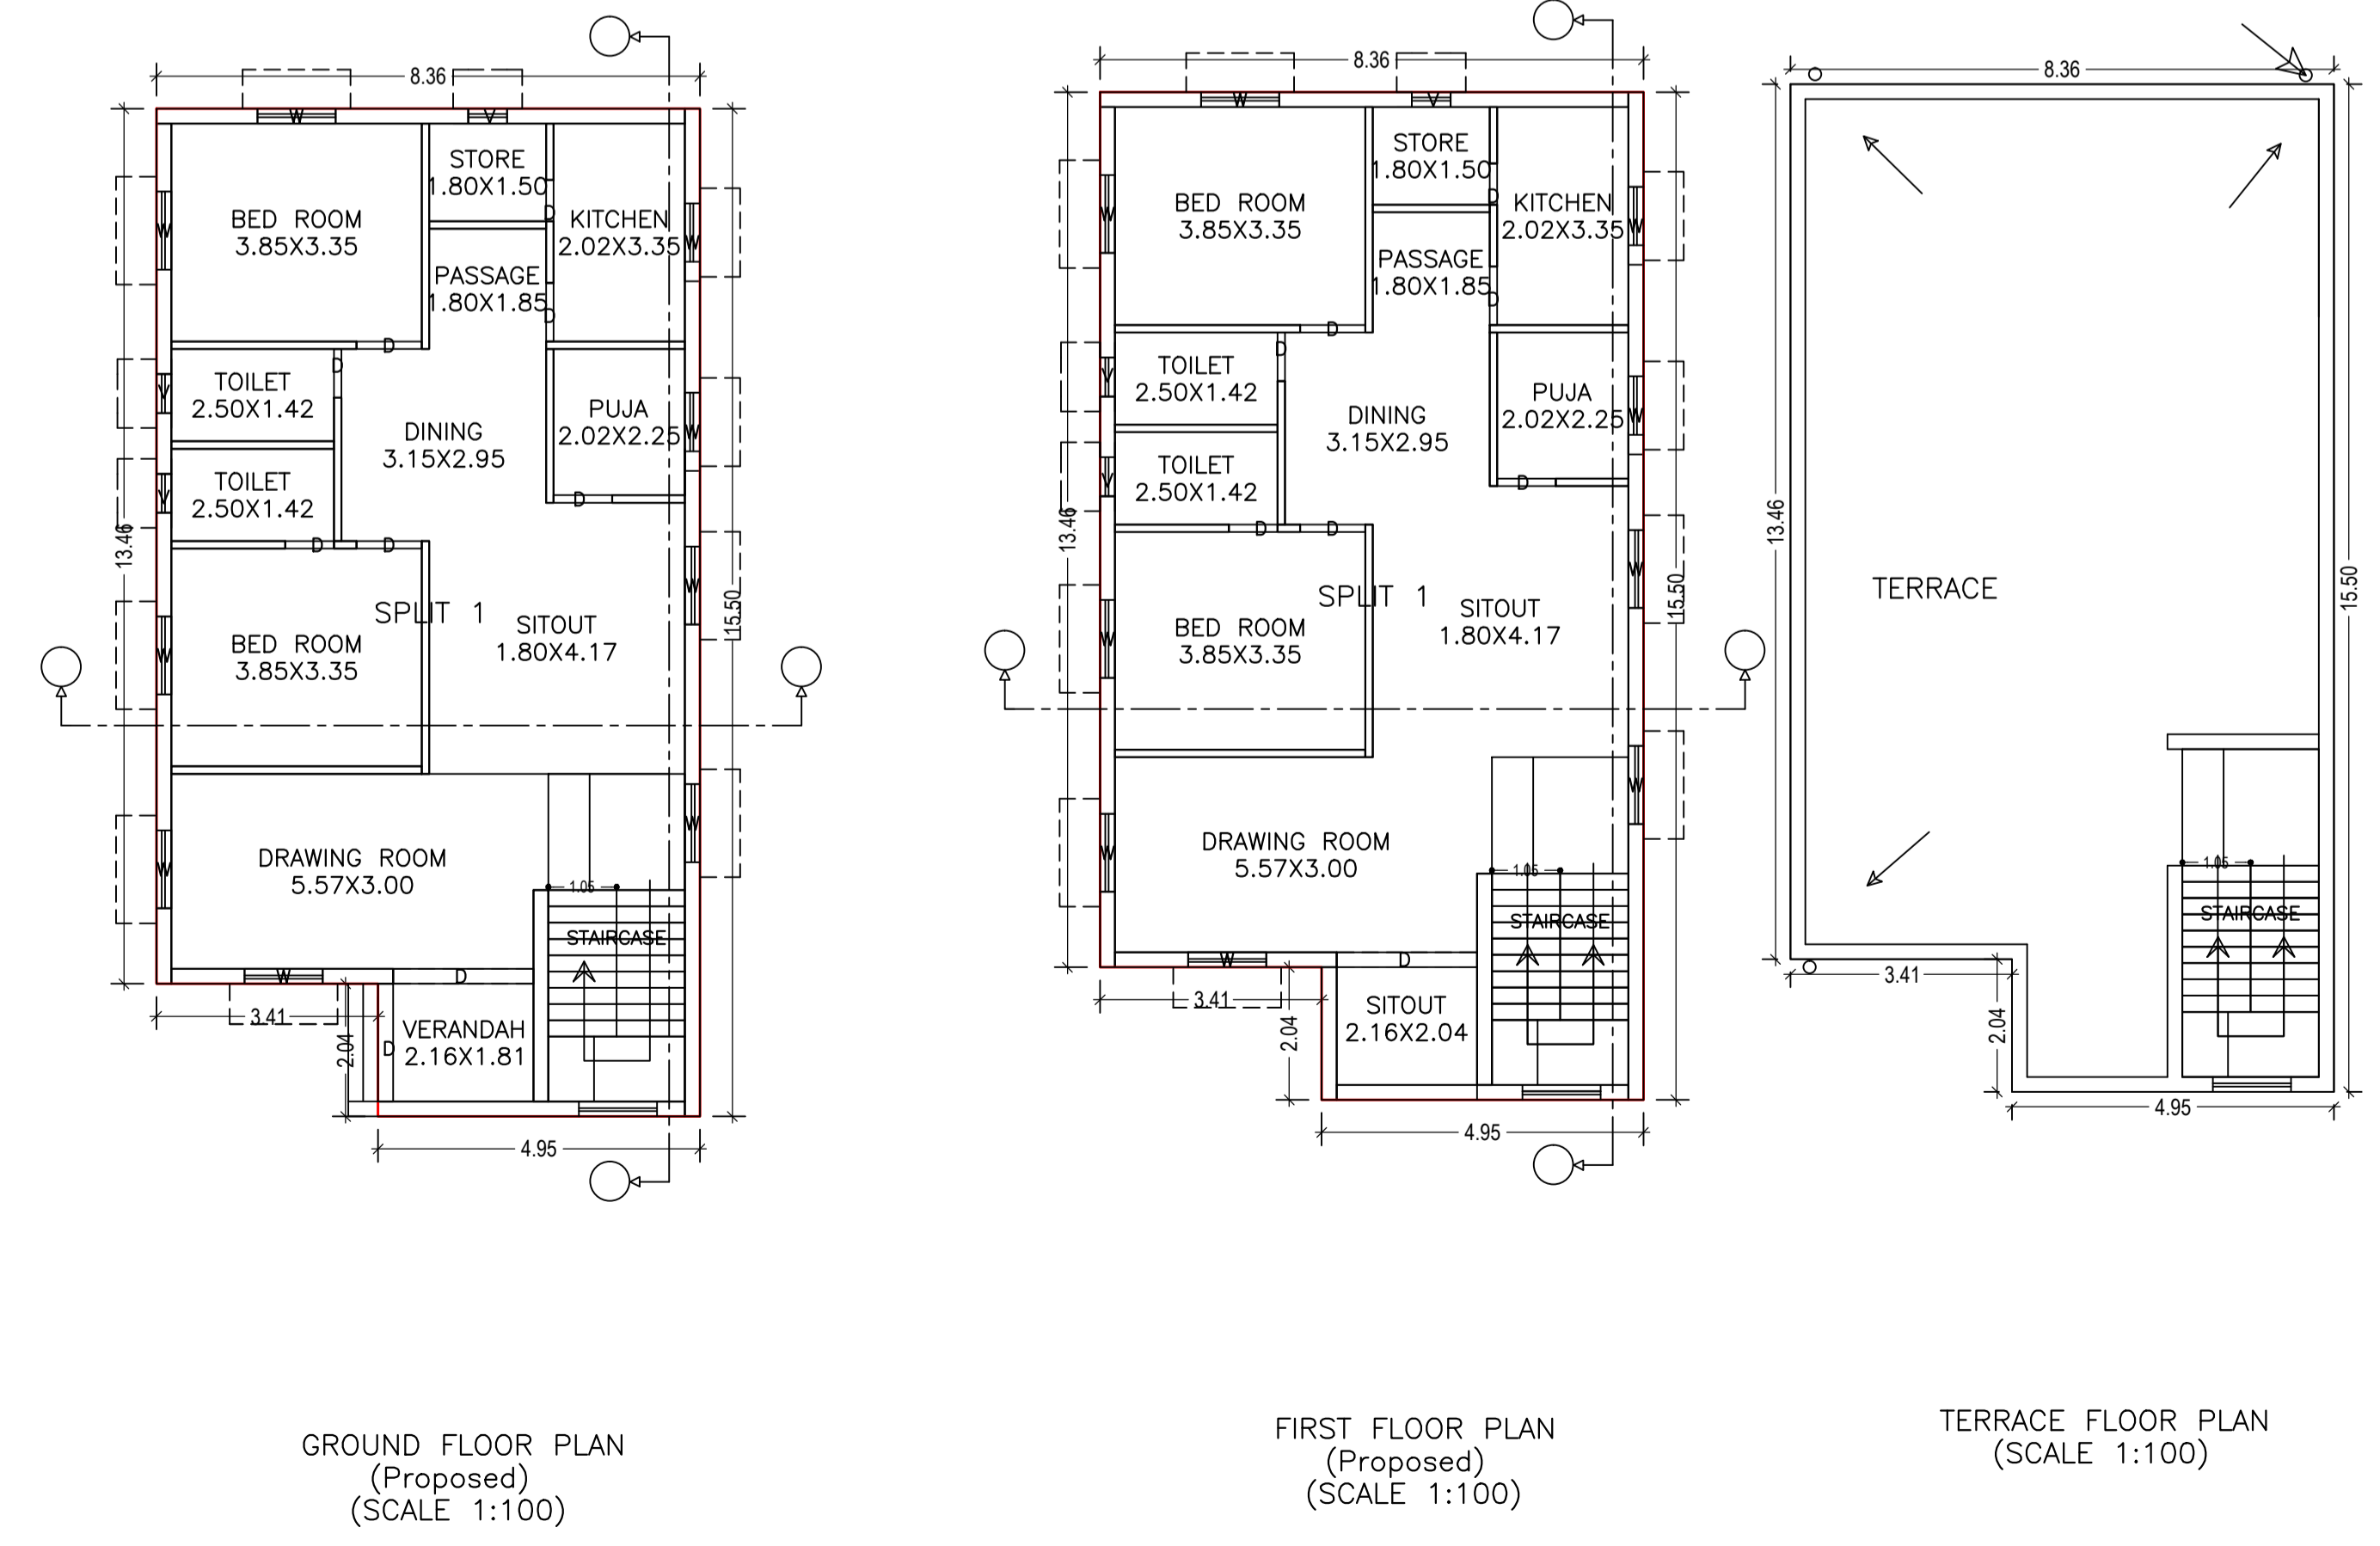 8.36
W
V
STORE
1.80X1.50
D
BED ROOM
3.85X3.35
W
KITCHEN
2.02X3.35
W
PASSAGE
1.80X1.85
D
D
D
TOILET
2.50X1.42
V
PUJA
2.02X2.25
W
DINING
3.15X2.95
TOILET
2.50X1.42
V
D
13.46
D
D
W
15.50
SPLIT 1
SITOUT
1.80X4.17
BED ROOM
3.85X3.35
W
W
DRAWING ROOM
5.57X3.00
W
1.05
STAIRCASE
W
D
3.41
2.04
D
VERANDAH
2.16X1.81
4.95
GROUND FLOOR PLAN
(Proposed)
(SCALE 1:100)
8.36
W
V
STORE
1.80X1.50
D
BED ROOM
3.85X3.35
W
KITCHEN
2.02X3.35
W
PASSAGE
1.80X1.85
D
D
D
TOILET
2.50X1.42
V
PUJA
2.02X2.25
W
DINING
3.15X2.95
TOILET
2.50X1.42
V
D
13.46
D
D
W
15.50
SPLIT 1
SITOUT
1.80X4.17
BED ROOM
3.85X3.35
W
W
DRAWING ROOM
5.57X3.00
W
1.05
STAIRCASE
W
D
3.41
2.04
SITOUT
2.16X2.04
4.95
FIRST FLOOR PLAN
(Proposed)
(SCALE 1:100)
8.36
13.46
TERRACE
15.50
1.05
STAIRCASE
3.41
2.04
4.95
TERRACE FLOOR PLAN
(SCALE 1:100)